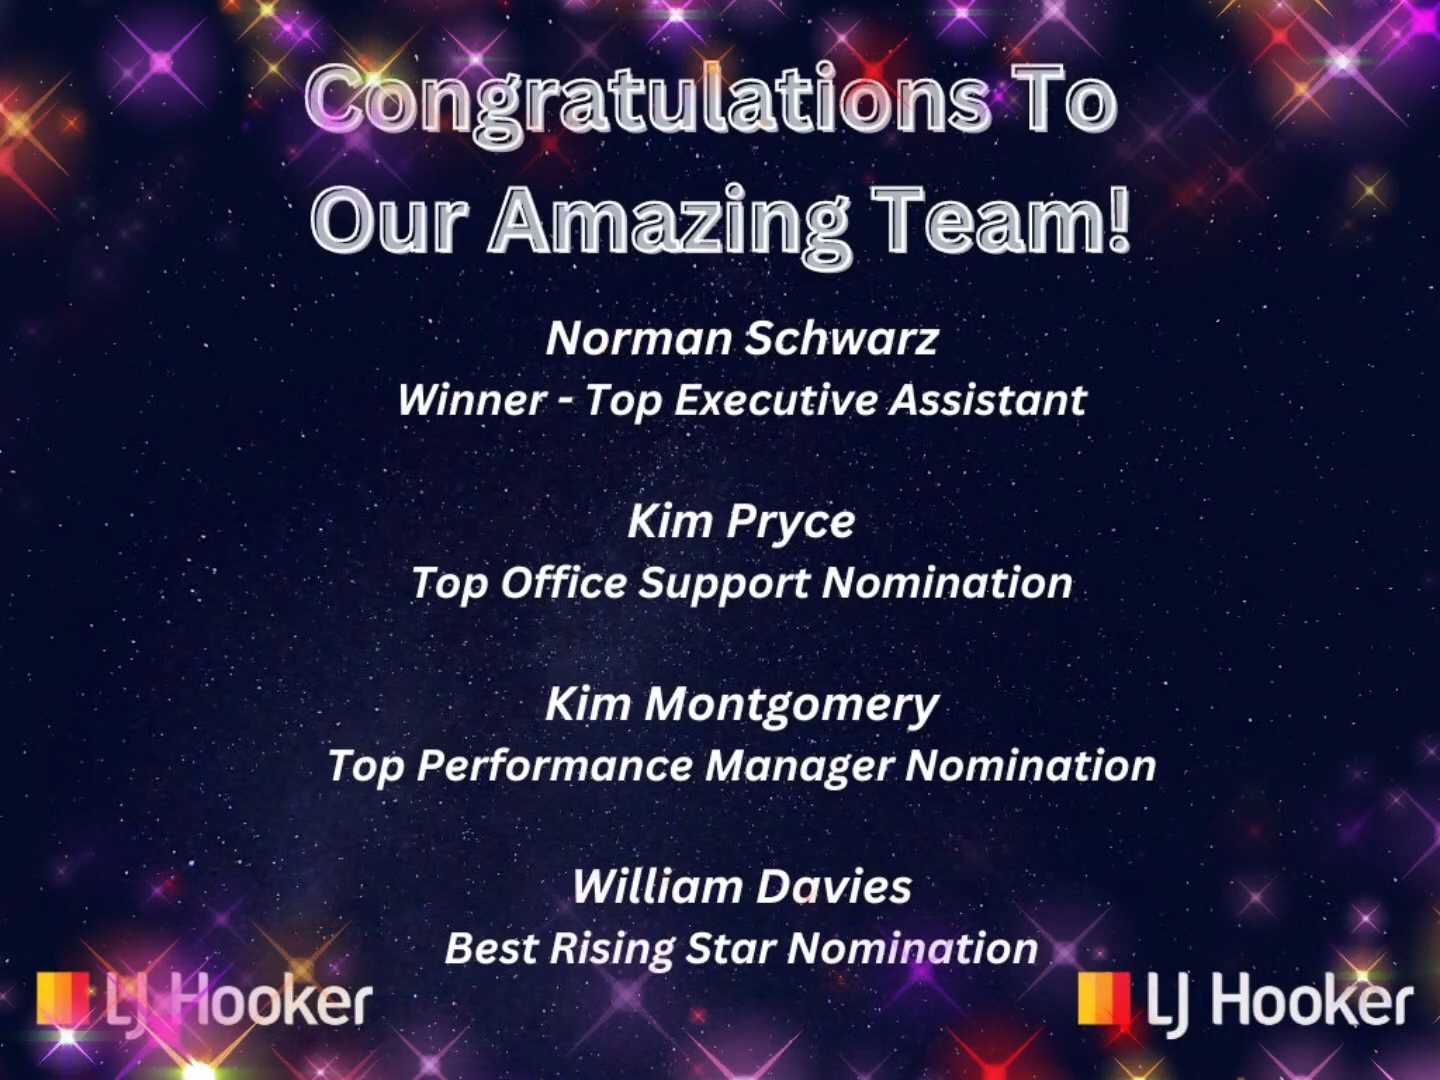 Congratulations To
Our Amazing Team!
Norman Schwarz
Winner - Top Executive Assistant
Kim Pryce
Top Office Support Nomination
Kim Montgomery
Top Performance Manager Nomination
William Davies
Best Rising Star Nomination
LJ Hooker
LJ Hooker